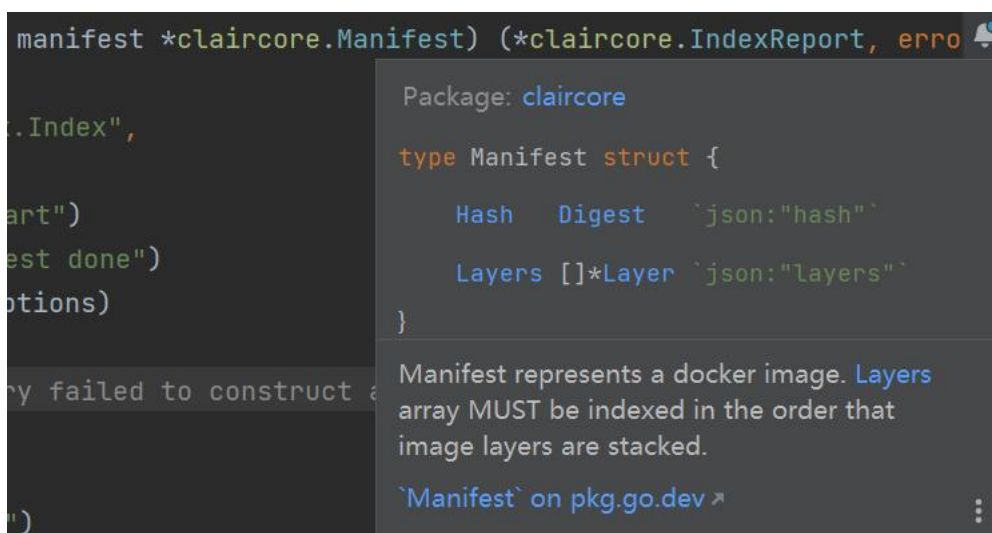 manifest *claircore.Manifest) (*claircore.IndexReport, erro
Package: claircore
.Index",
type Manifest struct {
art")
Hash Digest `json:"hash"`
est done")
Layers []*Layer `json:"layers"`
ptions)
}
Manifest represents a docker image. Layers
ry failed to construct a
array MUST be indexed in the order that
image layers are stacked.
`Manifest` on pkg.go.dev
")